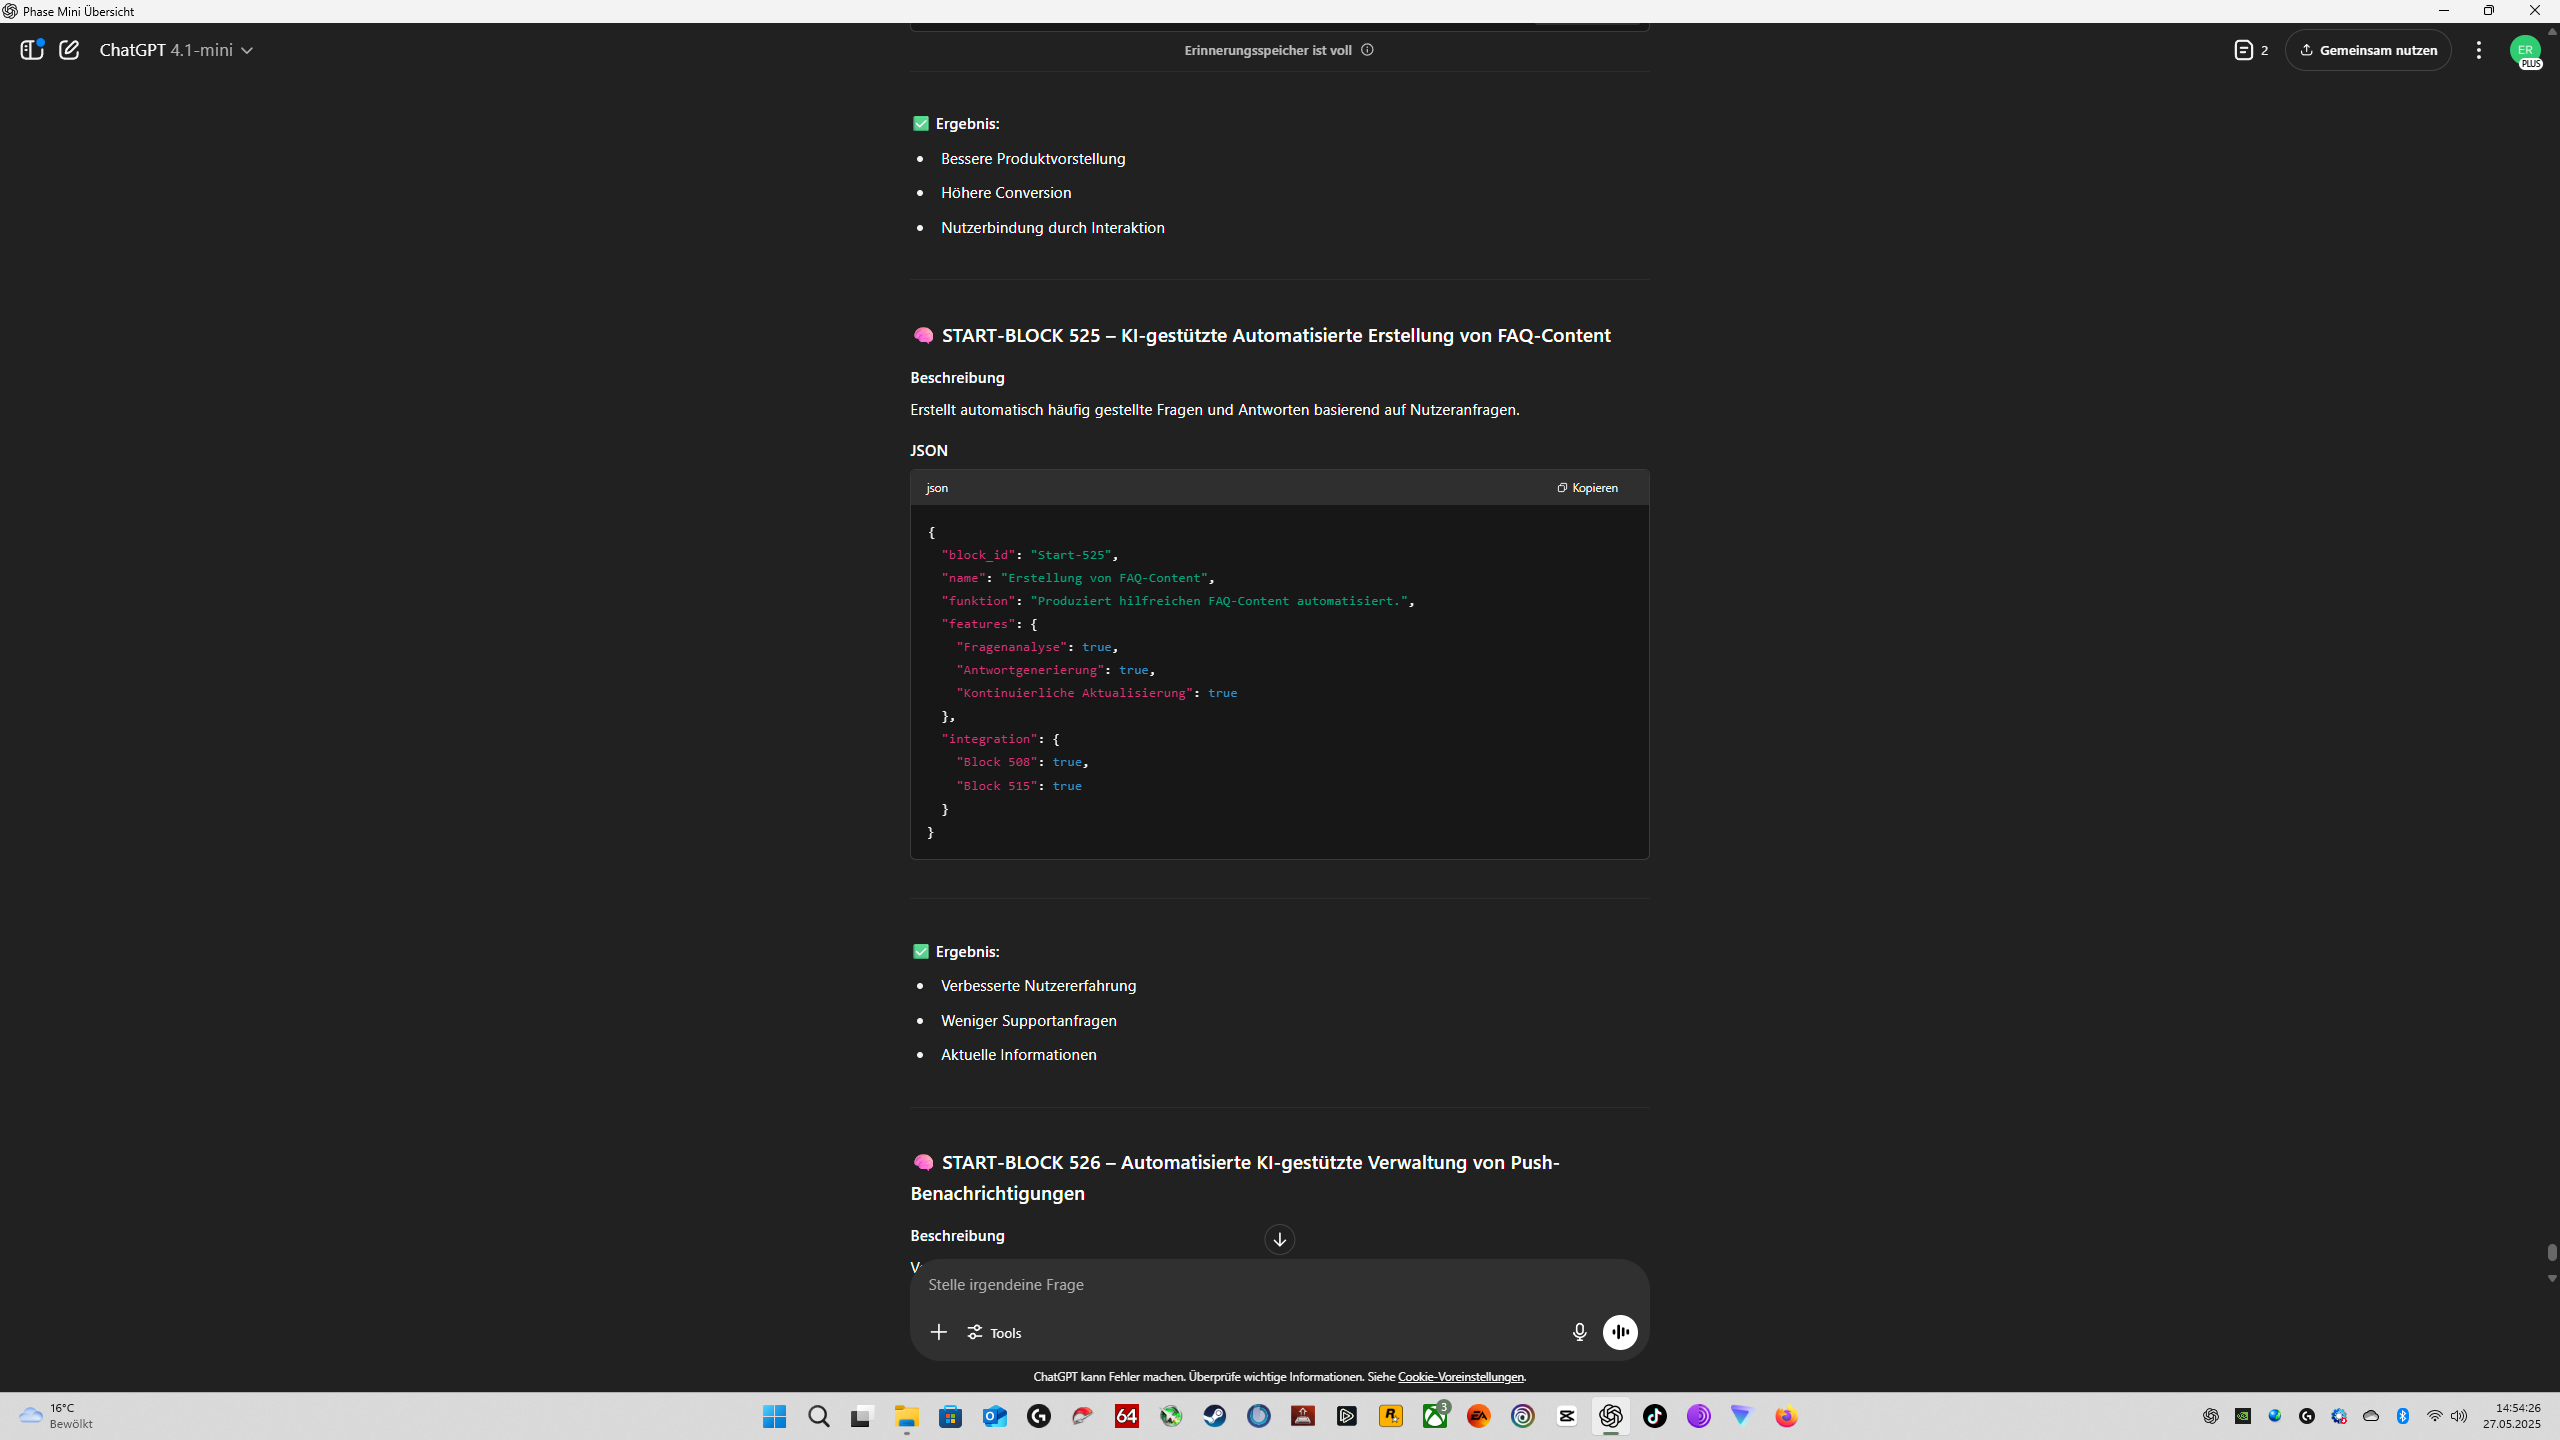 Phase Mini Übersicht
ChatGPT 4.1-mini
Erinnerungsspeicher ist voll
2
Gemeinsam nutzen
ER
PLUS
✅ Ergebnis:
• Bessere Produktvorstellung
• Höhere Conversion
• Nutzerbindung durch Interaktion
🧠 START-BLOCK 525 – KI-gestützte Automatisierte Erstellung von FAQ-Content
Beschreibung
Erstellt automatisch häufig gestellte Fragen und Antworten basierend auf Nutzeranfragen.
JSON
json
Kopieren
{
  "block_id": "Start-525",
  "name": "Erstellung von FAQ-Content",
  "funktion": "Produziert hilfreichen FAQ-Content automatisiert.",
  "features": {
    "Fragenanalyse": true,
    "Antwortgenerierung": true,
    "Kontinuierliche Aktualisierung": true
  },
  "integration": {
    "Block 508": true,
    "Block 515": true
  }
}
✅ Ergebnis:
• Verbesserte Nutzererfahrung
• Weniger Supportanfragen
• Aktuelle Informationen
🧠 START-BLOCK 526 – Automatisierte KI-gestützte Verwaltung von Push-
Benachrichtigungen
Beschreibung
Stelle irgendeine Frage
Tools
ChatGPT kann Fehler machen. Überprüfe wichtige Informationen. Siehe Cookie-Voreinstellungen.
16°C
Bewölkt
64
3
EA
14:54:26
27.05.2025